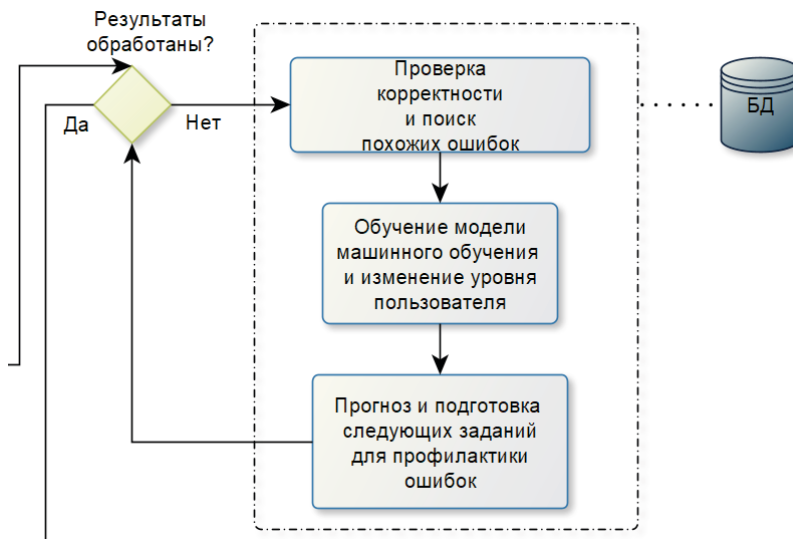 Результаты
обработаны?
Да
Нет
Проверка
корректности
и поиск
похожих ошибок
БД
Обучение модели
машинного обучения
и изменение уровня
пользователя
Прогноз и подготовка
следующих заданий
для профилактики
ошибок